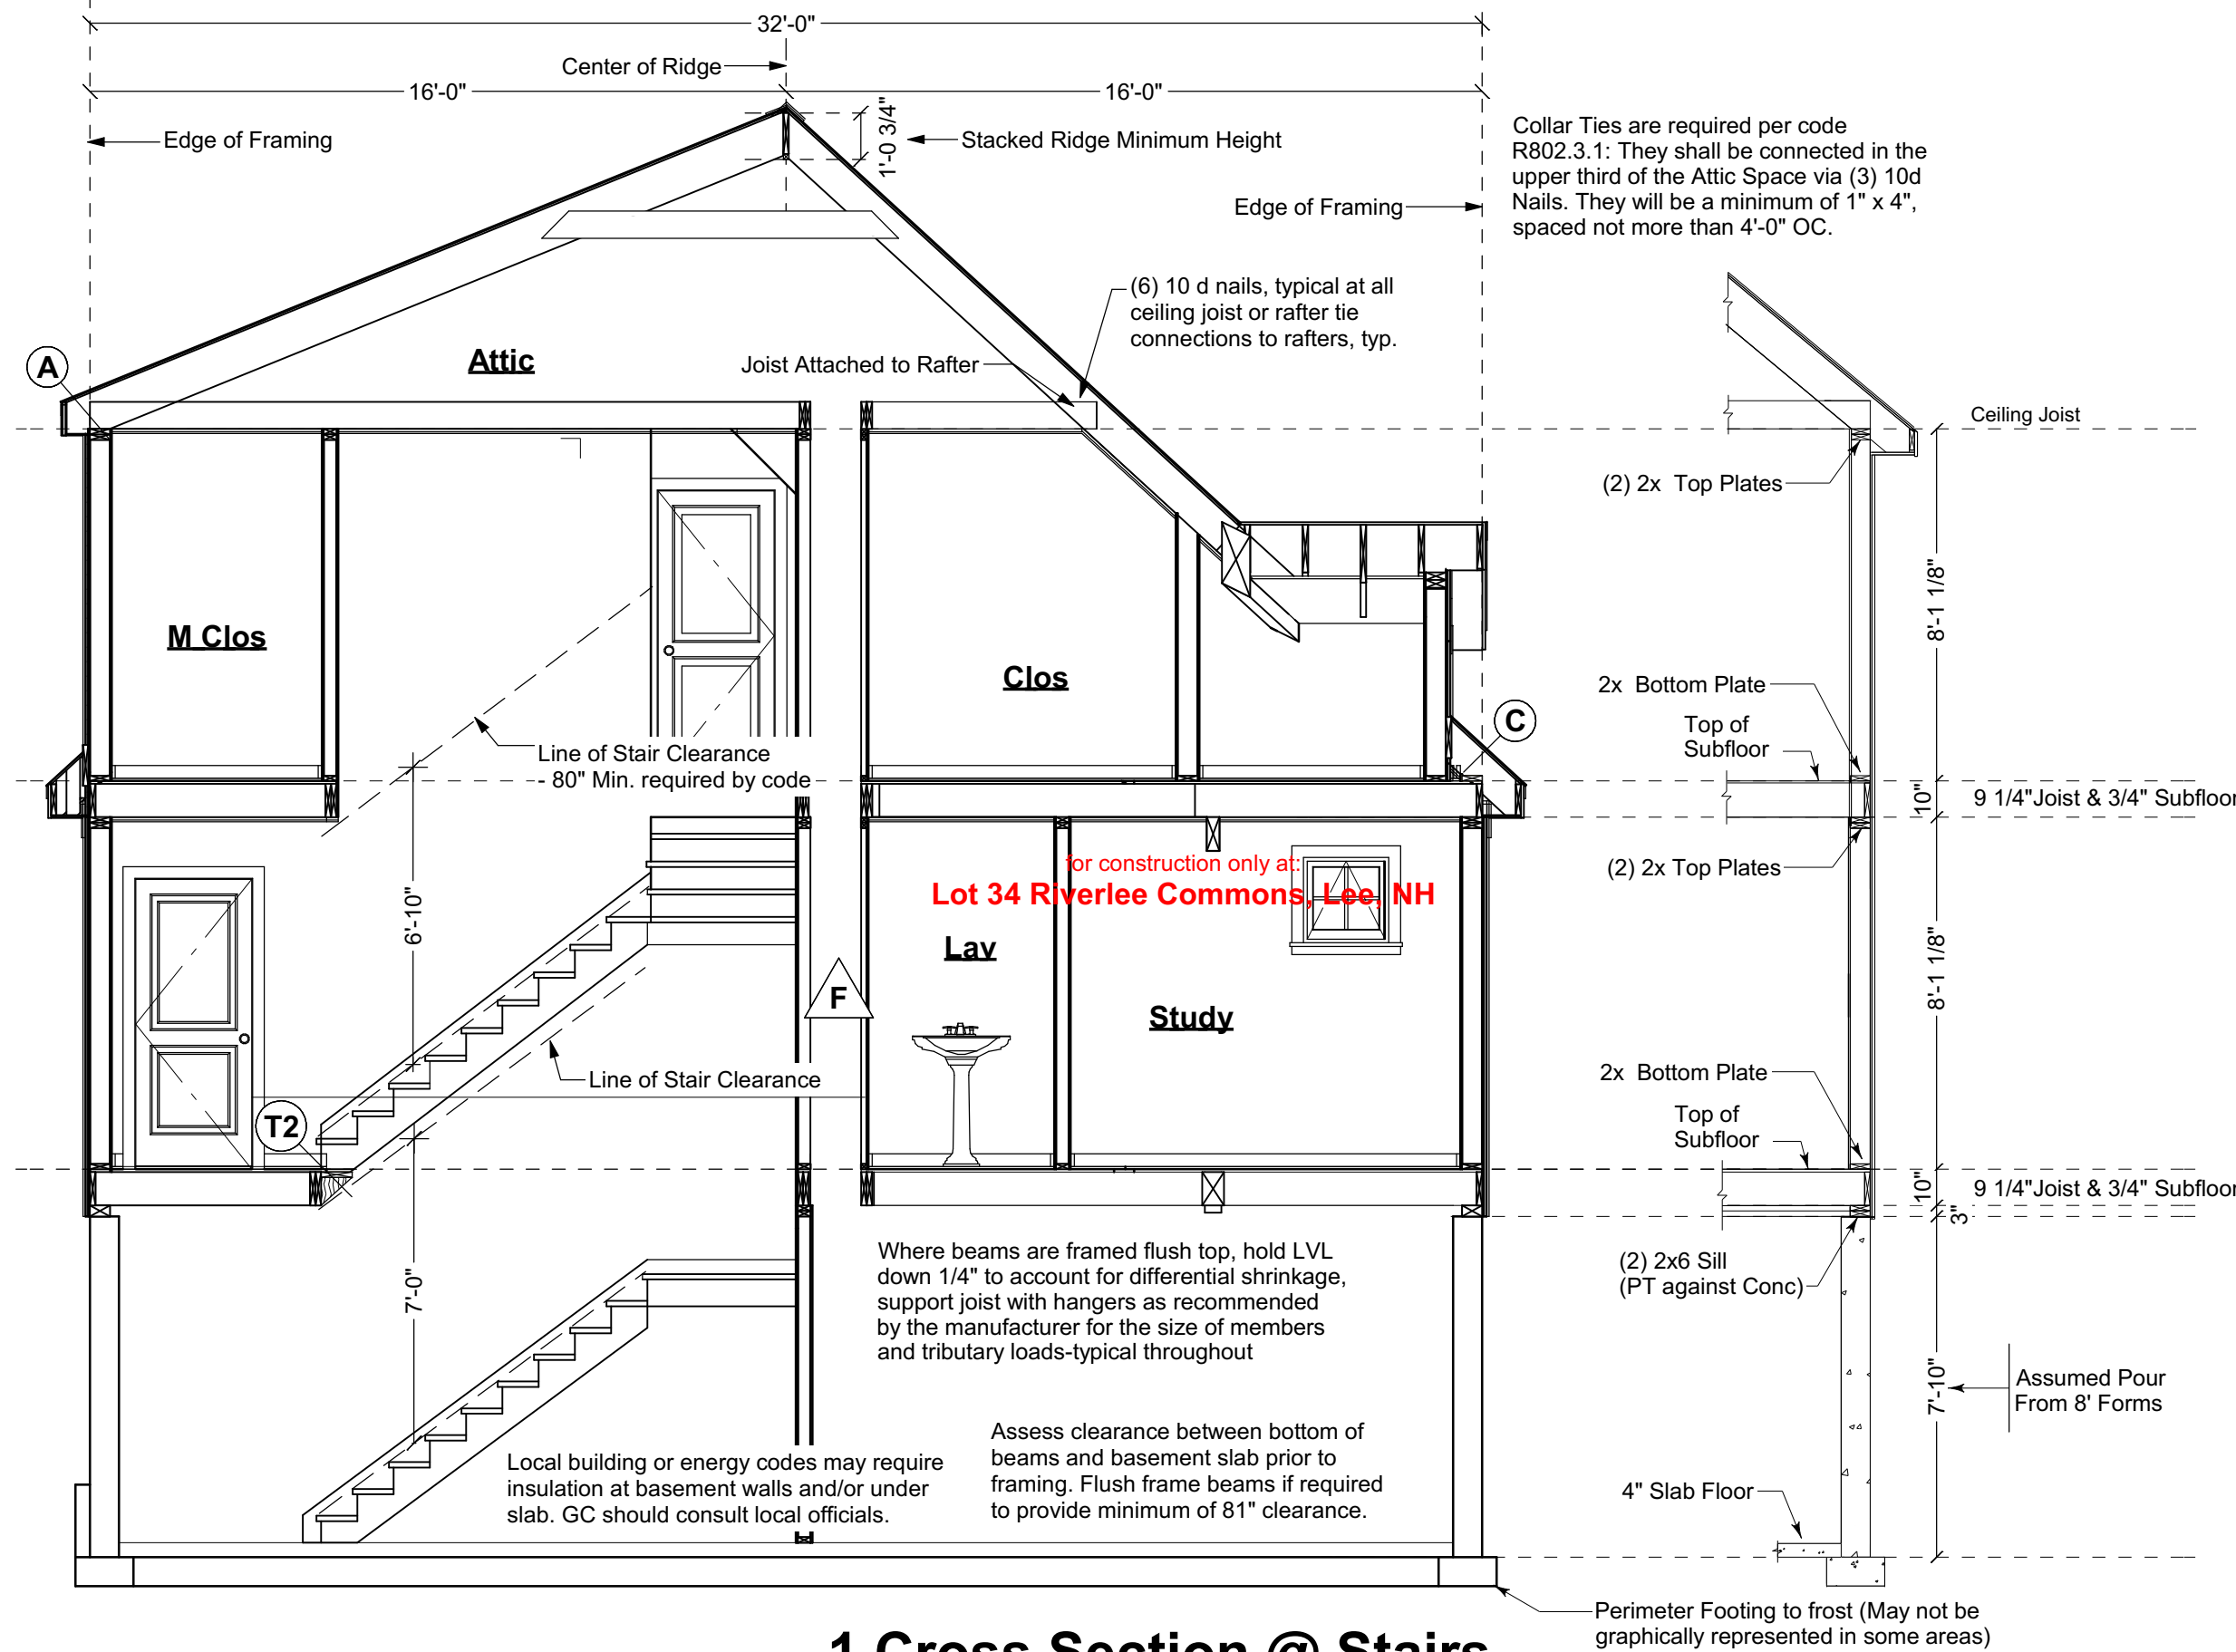 32'-0"
Center of Ridge
16'-0"
16'-0"
Edge of Framing
1'-0 3/4"
Stacked Ridge Minimum Height
Edge of Framing
Collar Ties are required per code
R802.3.1: They shall be connected in the
upper third of the Attic Space via (3) 10d
Nails. They will be a minimum of 1" x 4",
spaced not more than 4'-0" OC.
(6) 10 d nails, typical at all
ceiling joist or rafter tie
connections to rafters, typ.
A
Attic
Joist Attached to Rafter
Ceiling Joist
(2) 2x Top Plates
8'-1 1/8"
M Clos
Clos
C
2x Bottom Plate
Top of
Subfloor
Line of Stair Clearance
- 80" Min. required by code
10"
9 1/4"Joist & 3/4" Subfloor
(2) 2x Top Plates
for construction only at:
Lot 34 Riverlee Commons, Lee, NH
6'-10"
Lav
8'-1 1/8"
F
Study
Line of Stair Clearance
2x Bottom Plate
T2
Top of
Subfloor
10"
9 1/4"Joist & 3/4" Subfloor
3"
Where beams are framed flush top, hold LVL
down 1/4" to account for differential shrinkage,
support joist with hangers as recommended
by the manufacturer for the size of members
and tributary loads-typical throughout
(2) 2x6 Sill
(PT against Conc)
7'-0"
7'-10"
Assumed Pour
From 8' Forms
Local building or energy codes may require
insulation at basement walls and/or under
slab. GC should consult local officials.
Assess clearance between bottom of
beams and basement slab prior to
framing. Flush frame beams if required
to provide minimum of 81" clearance.
4" Slab Floor
Perimeter Footing to frost (May not be
graphically represented in some areas)
1 Cross Section @ Stairs